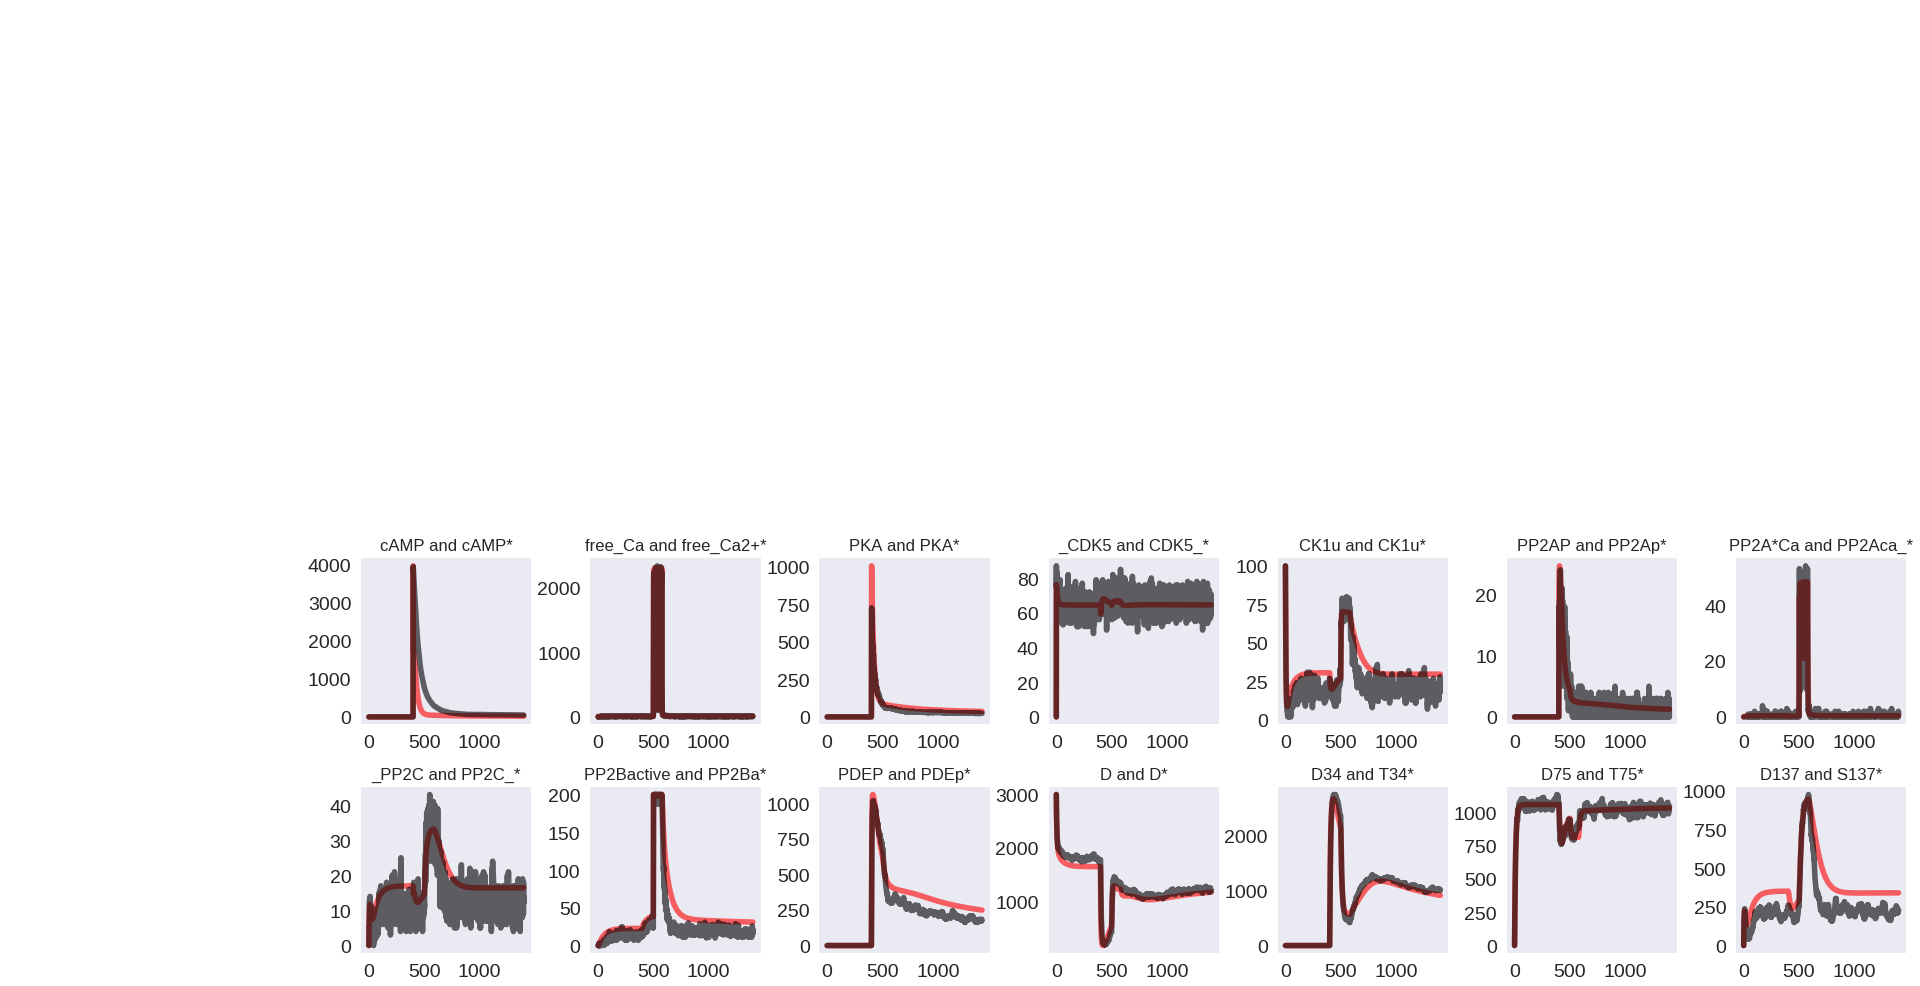 cAMP and cAMP*
4000
3000
2000
1000
0
0 500 1000
free_Ca and free_Ca2+*
2000
1000
0
0 500 1000
PKA and PKA*
1000
750
500
250
0
0 500 1000
_CDK5 and CDK5_*
80
60
40
20
0
0 500 1000
CK1u and CK1u*
100
75
50
25
0
0 500 1000
PP2AP and PP2Ap*
20
10
0
0 500 1000
PP2A*Ca and PP2Aca_*
40
20
0
0 500 1000
_PP2C and PP2C_*
40
30
20
10
0
0 500 1000
PP2Bactive and PP2Ba*
200
150
100
50
0
0 500 1000
PDEP and PDEp*
1000
750
500
250
0
0 500 1000
D and D*
3000
2000
1000
0 500 1000
D34 and T34*
2000
1000
0
0 500 1000
D75 and T75*
1000
750
500
250
0
0 500 1000
D137 and S137*
1000
750
500
250
0
0 500 1000